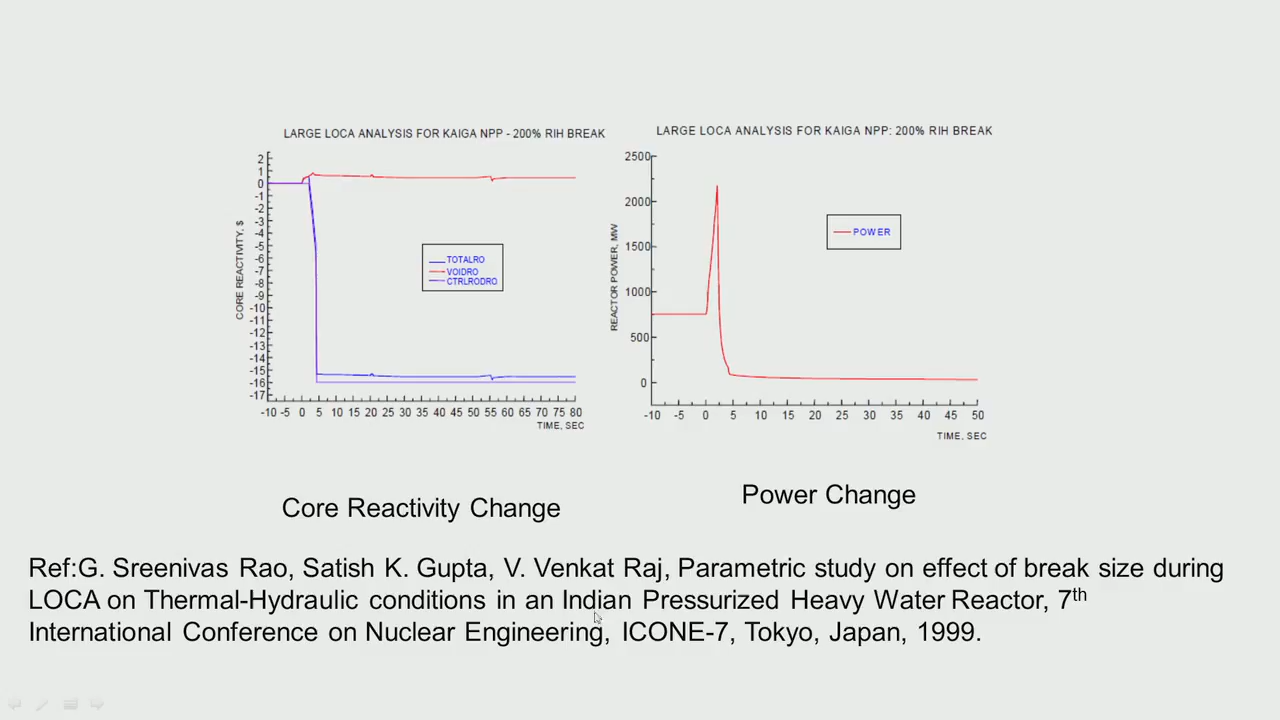 LARGE LOCA ANALYSIS FOR KAIGA NPP - 200% RIH BREAK
2
1
0
-1
-2
-3
-4
-5
-6
-7
-8
-9
-10
-11
-12
-13
-14
-15
-16
-17
CORE REACTIVITY, $
TOTALRO
VOIDRO
CTRLRODRO
-10 -5 0 5 10 15 20 25 30 35 40 45 50 55 60 65 70 75 80
TIME, SEC
LARGE LOCA ANALYSIS FOR KAIGA NPP: 200% RIH BREAK
2500
2000
1500
1000
500
0
REACTOR POWER, MW
POWER
-10 -5 0 5 10 15 20 25 30 35 40 45 50
TIME, SEC
Core Reactivity Change
Power Change
Ref:G. Sreenivas Rao, Satish K. Gupta, V. Venkat Raj, Parametric study on effect of break size during
LOCA on Thermal-Hydraulic conditions in an Indian Pressurized Heavy Water Reactor, 7th
International Conference on Nuclear Engineering, ICONE-7, Tokyo, Japan, 1999.